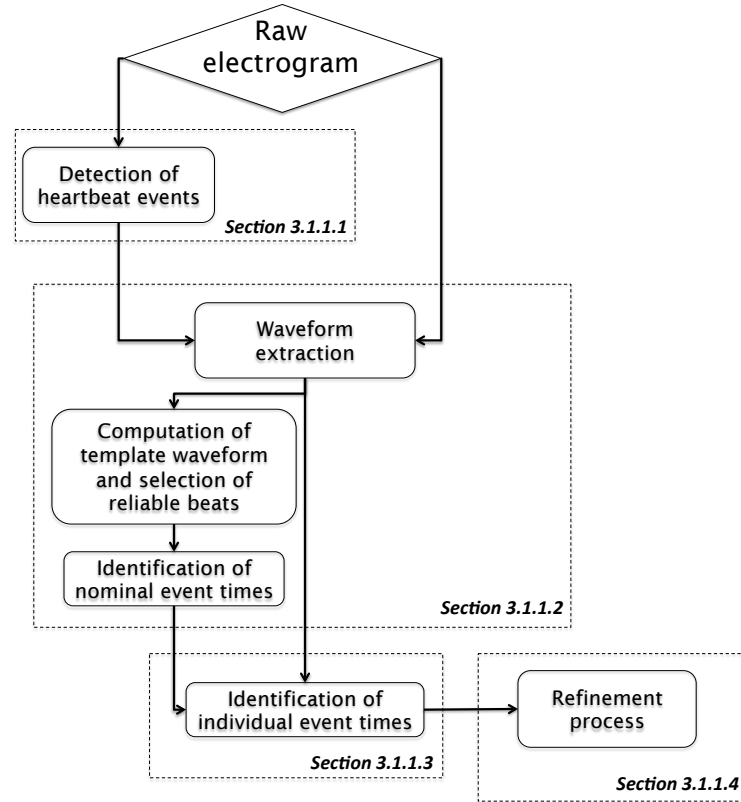 Raw
electrogram
Detection of
heartbeat events
Section 3.1.1.1
Waveform
extraction
Computation of
template waveform
and selection of
reliable beats
Identification of
nominal event times
Section 3.1.1.2
Identification of
individual event times
Section 3.1.1.3
Refinement
process
Section 3.1.1.4